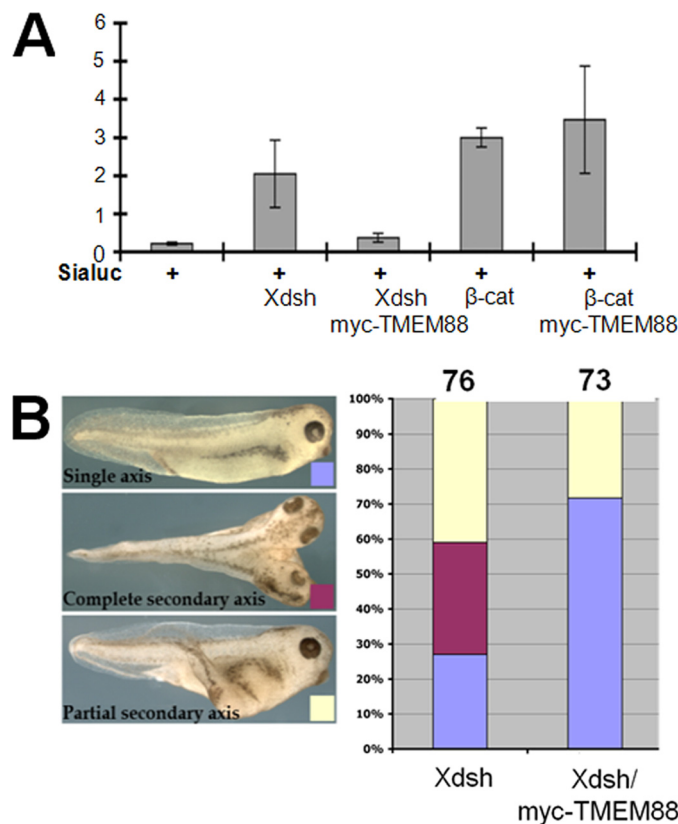 A
6
5
4
3
2
1
0
Sialuc + + + + +
Xdsh Xdsh β-cat β-cat
myc-TMEM88 myc-TMEM88
B
76 73
Single axis
Complete secondary axis
Partial secondary axis
100%
90%
80%
70%
60%
50%
40%
30%
20%
10%
0%
Xdsh Xdsh/
myc-TMEM88